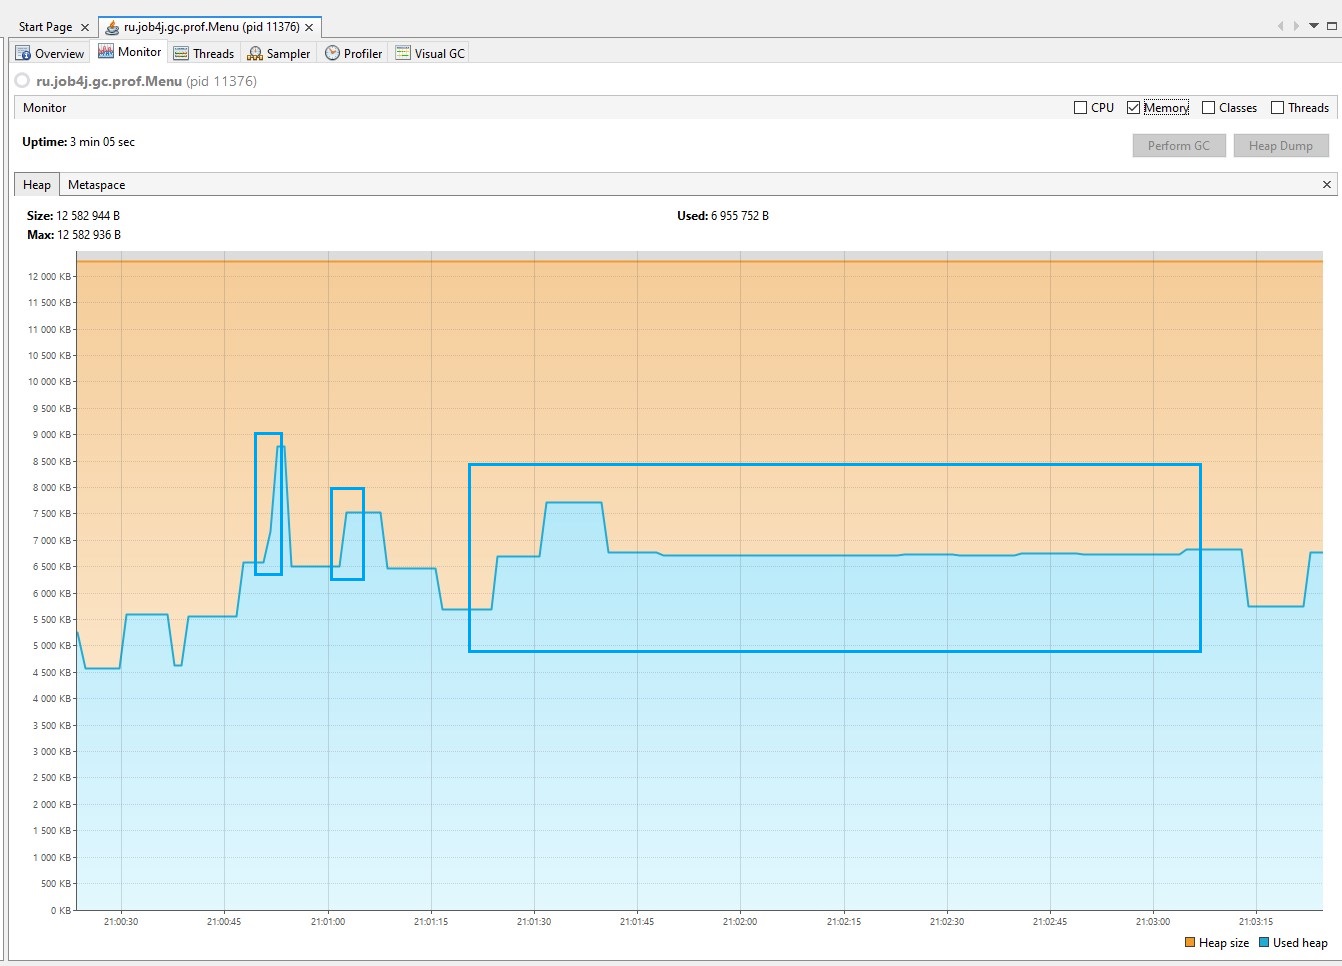 Start Page
ru.job4j.gc.prof.Menu (pid 11376)
Overview Monitor Threads Sampler Profiler Visual GC
ru.job4j.gc.prof.Menu (pid 11376)
Monitor CPU Memory Classes Threads
Uptime: 3 min 05 sec
Perform GC Heap Dump
Heap Metaspace
Size: 12 582 944 B Used: 6 955 752 B
Max: 12 582 936 B
12 000 KB
11 500 KB
11 000 KB
10 500 KB
10 000 KB
9 500 KB
9 000 KB
8 500 KB
8 000 KB
7 500 KB
7 000 KB
6 500 KB
6 000 KB
5 500 KB
5 000 KB
4 500 KB
4 000 KB
3 500 KB
3 000 KB
2 500 KB
2 000 KB
1 500 KB
1 000 KB
500 KB
0 KB
21:00:30 21:00:45 21:01:00 21:01:15 21:01:30 21:01:45 21:02:00 21:02:15 21:02:30 21:02:45 21:03:00 21:03:15
Heap size Used heap